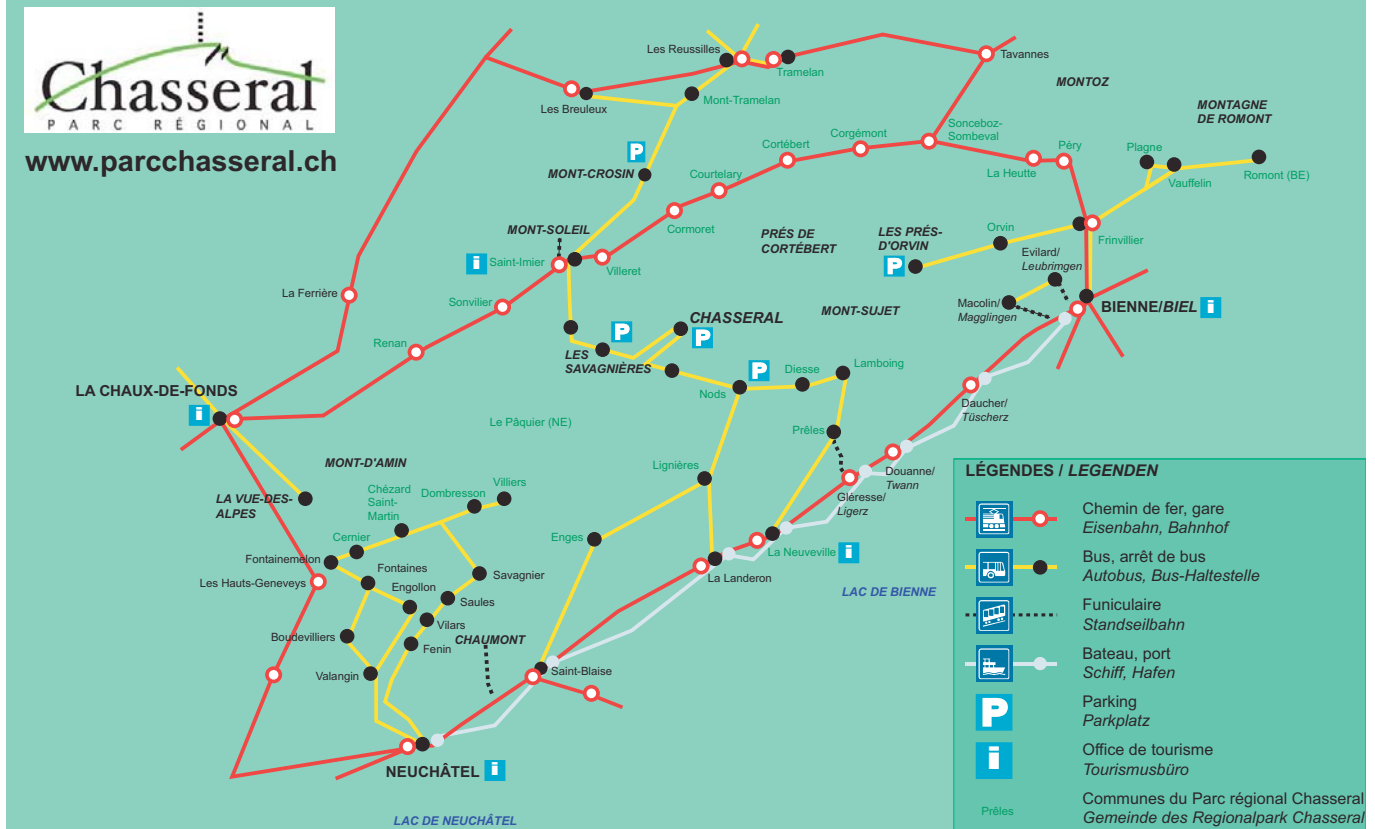 Chasseral
PARC RÉGIONAL
www.parcchasseral.ch
Les Reussilles
Tramelan
Tavannes
MONTOZ
Les Breuleux
Mont-Tramelan
MONTAGNE
DE ROMONT
P
MONT-CROSIN
Courtelary
Cortébert
Corgémont
Sonceboz-
Sombeval
La Heutte
Péry
Plagne
Vauffelin
Romont (BE)
MONT-SOLEIL
i
Saint-Imier
Villeret
Cormoret
PRÉS DE
CORTÉBERT
LES PRÉS-
D'ORVIN
P
Orvin
Frinvillier
Evilard/
Leubrimgen
La Ferrière
Sonvilier
Macolin/
Magglingen
BIENNE/BIEL
i
Renan
P
CHASSERAL
P
MONT-SUJET
LES
SAVAGNIÈRES
P
Nods
Diesse
Lamboing
LA CHAUX-DE-FONDS
i
Daucher/
Tüscherz
Le Pâquier (NE)
Prêles
MONT-D'AMIN
Lignières
Douanne/
Twann
Gléresse/
Ligerz
LA VUE-DES-
ALPES
Chézard
Saint-
Martin
Dombresson
Villiers
Cernier
Fontainemelon
Fontaines
Enges
La Neuveville
i
Les Hauts-Geneveys
Engollon
Savagnier
La Landeron
LAC DE BIENNE
Saules
Boudevilliers
Vilars
Fenin
CHAUMONT
Valangin
Saint-Blaise
NEUCHÂTEL
i
LAC DE NEUCHÂTEL
LÉGENDES / LEGENDEN
Chemin de fer, gare
Eisenbahn, Bahnhof
Bus, arrêt de bus
Autobus, Bus-Haltestelle
Funiculaire
Standseilbahn
Bateau, port
Schiff, Hafen
P
Parking
Parkplatz
i
Office de tourisme
Tourismusbüro
Prêles
Communes du Parc régional Chasseral
Gemeinde des Regionalpark Chasseral